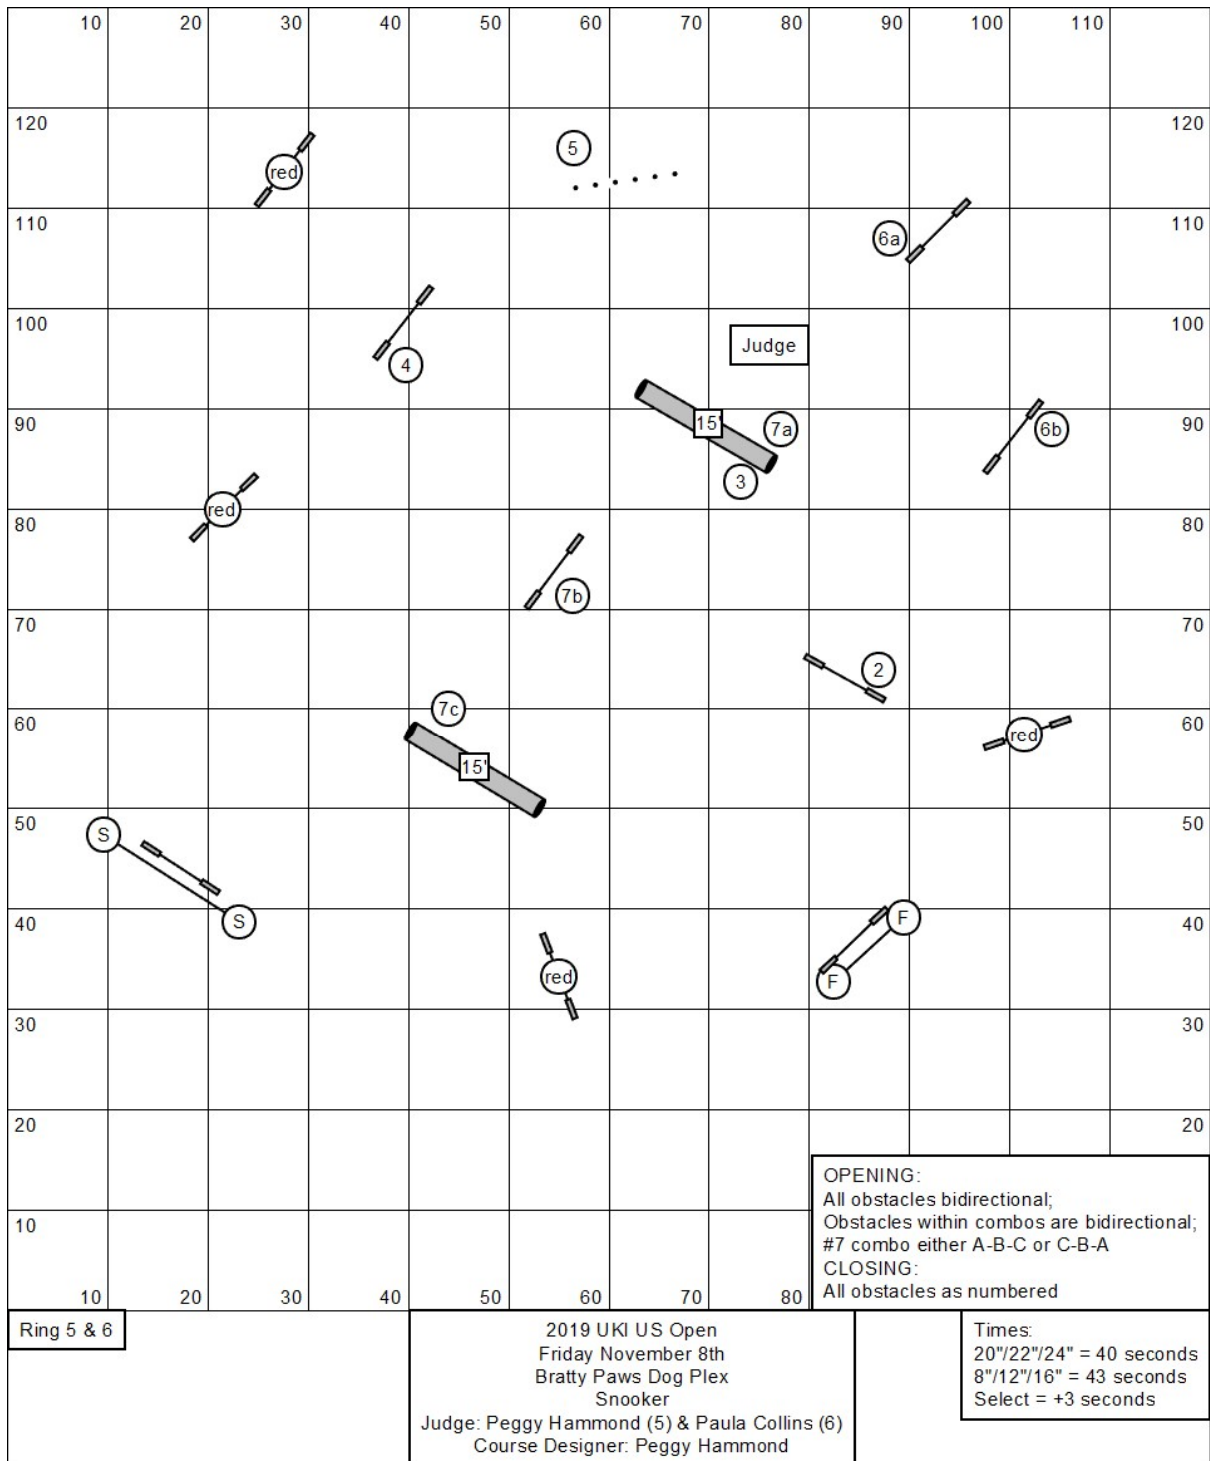 10 20 30 40 50 60 70 80 90 100 110
120 120
5
red
110 110
6a
100 100
Judge
4
90 90
15' 7a 6b
3
80 80
red
7b
70 70
2
60 60
7c
red
15'
50 50
S
40 40
S F
red
F
30 30
20 20
OPENING:
All obstacles bidirectional;
Obstacles within combos are bidirectional;
#7 combo either A-B-C or C-B-A
CLOSING:
All obstacles as numbered
10
10 20 30 40 50 60 70 80
Ring 5 & 6
2019 UKI US Open
Friday November 8th
Bratty Paws Dog Plex
Snooker
Judge: Peggy Hammond (5) & Paula Collins (6)
Course Designer: Peggy Hammond
Times:
20"/22"/24" = 40 seconds
8"/12"/16" = 43 seconds
Select = +3 seconds